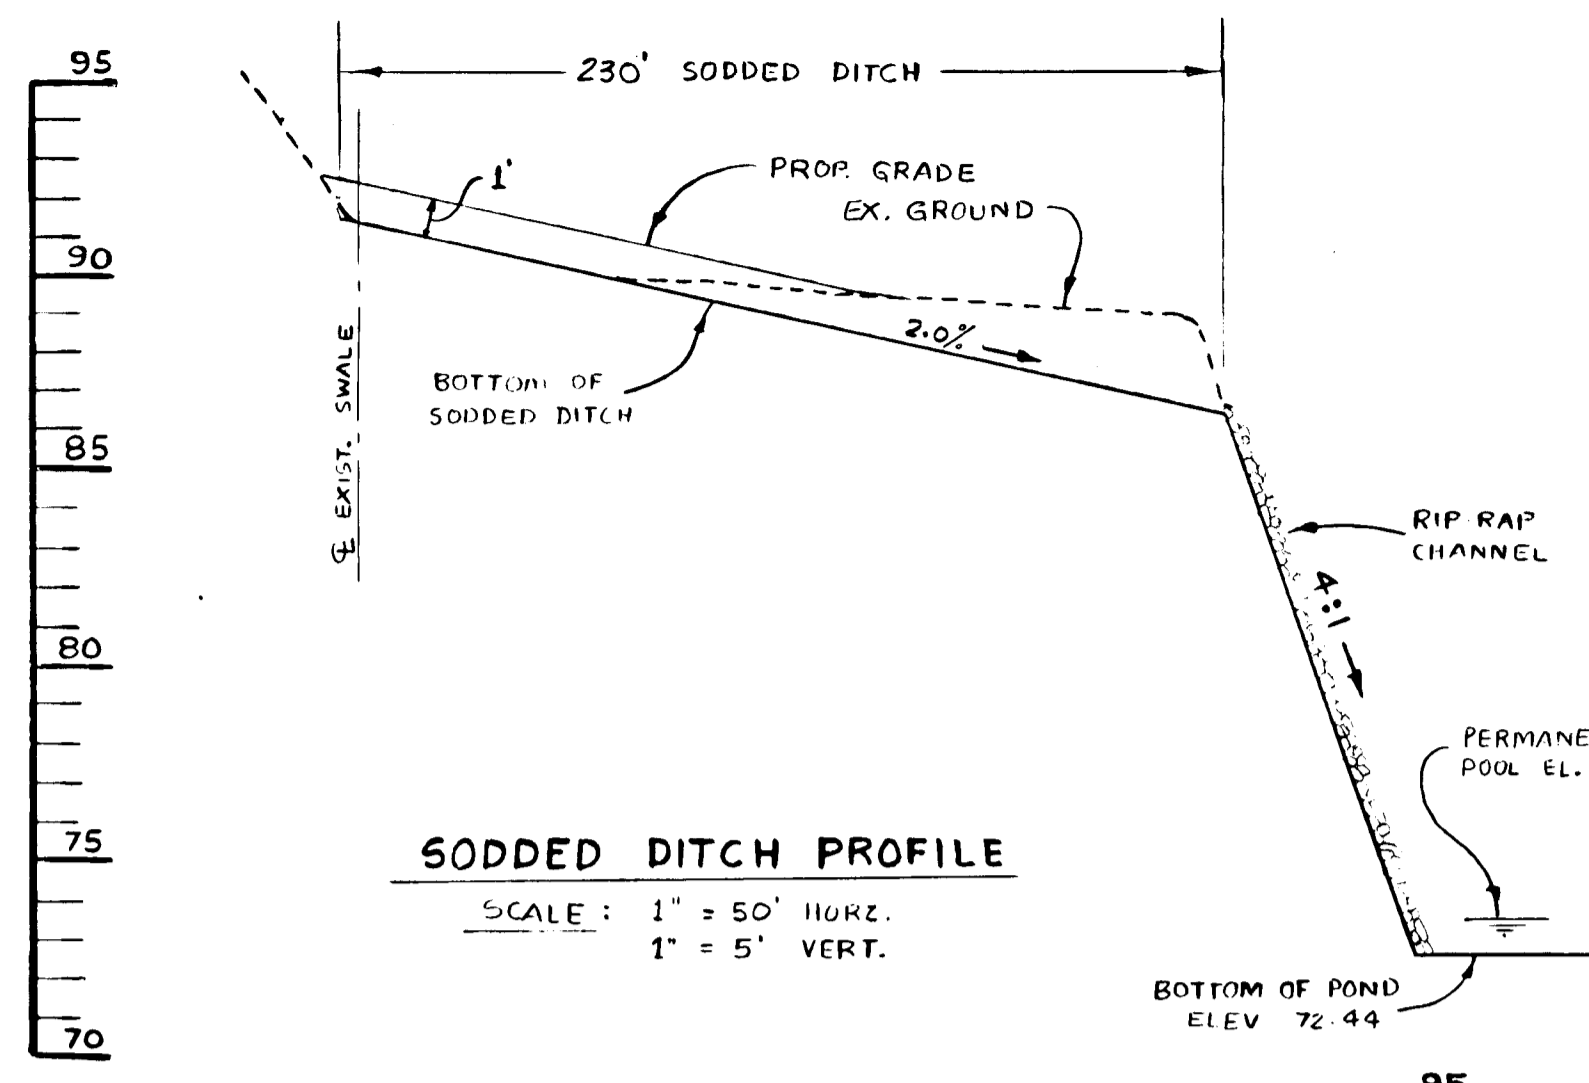 95
230' SODDED DITCH
1'
PROP. GRADE
EX. GROUND
90
2.0%
BOTTOM OF
SODDED DITCH
℄ EXIST. SWALE
85
RIP RAP
CHANNEL
4:1
80
PERMANE
POOL EL.
75
SODDED DITCH PROFILE
SCALE: 1" = 50' HORZ.
1" = 5' VERT.
BOTTOM OF POND
ELEV 72.44
70
95